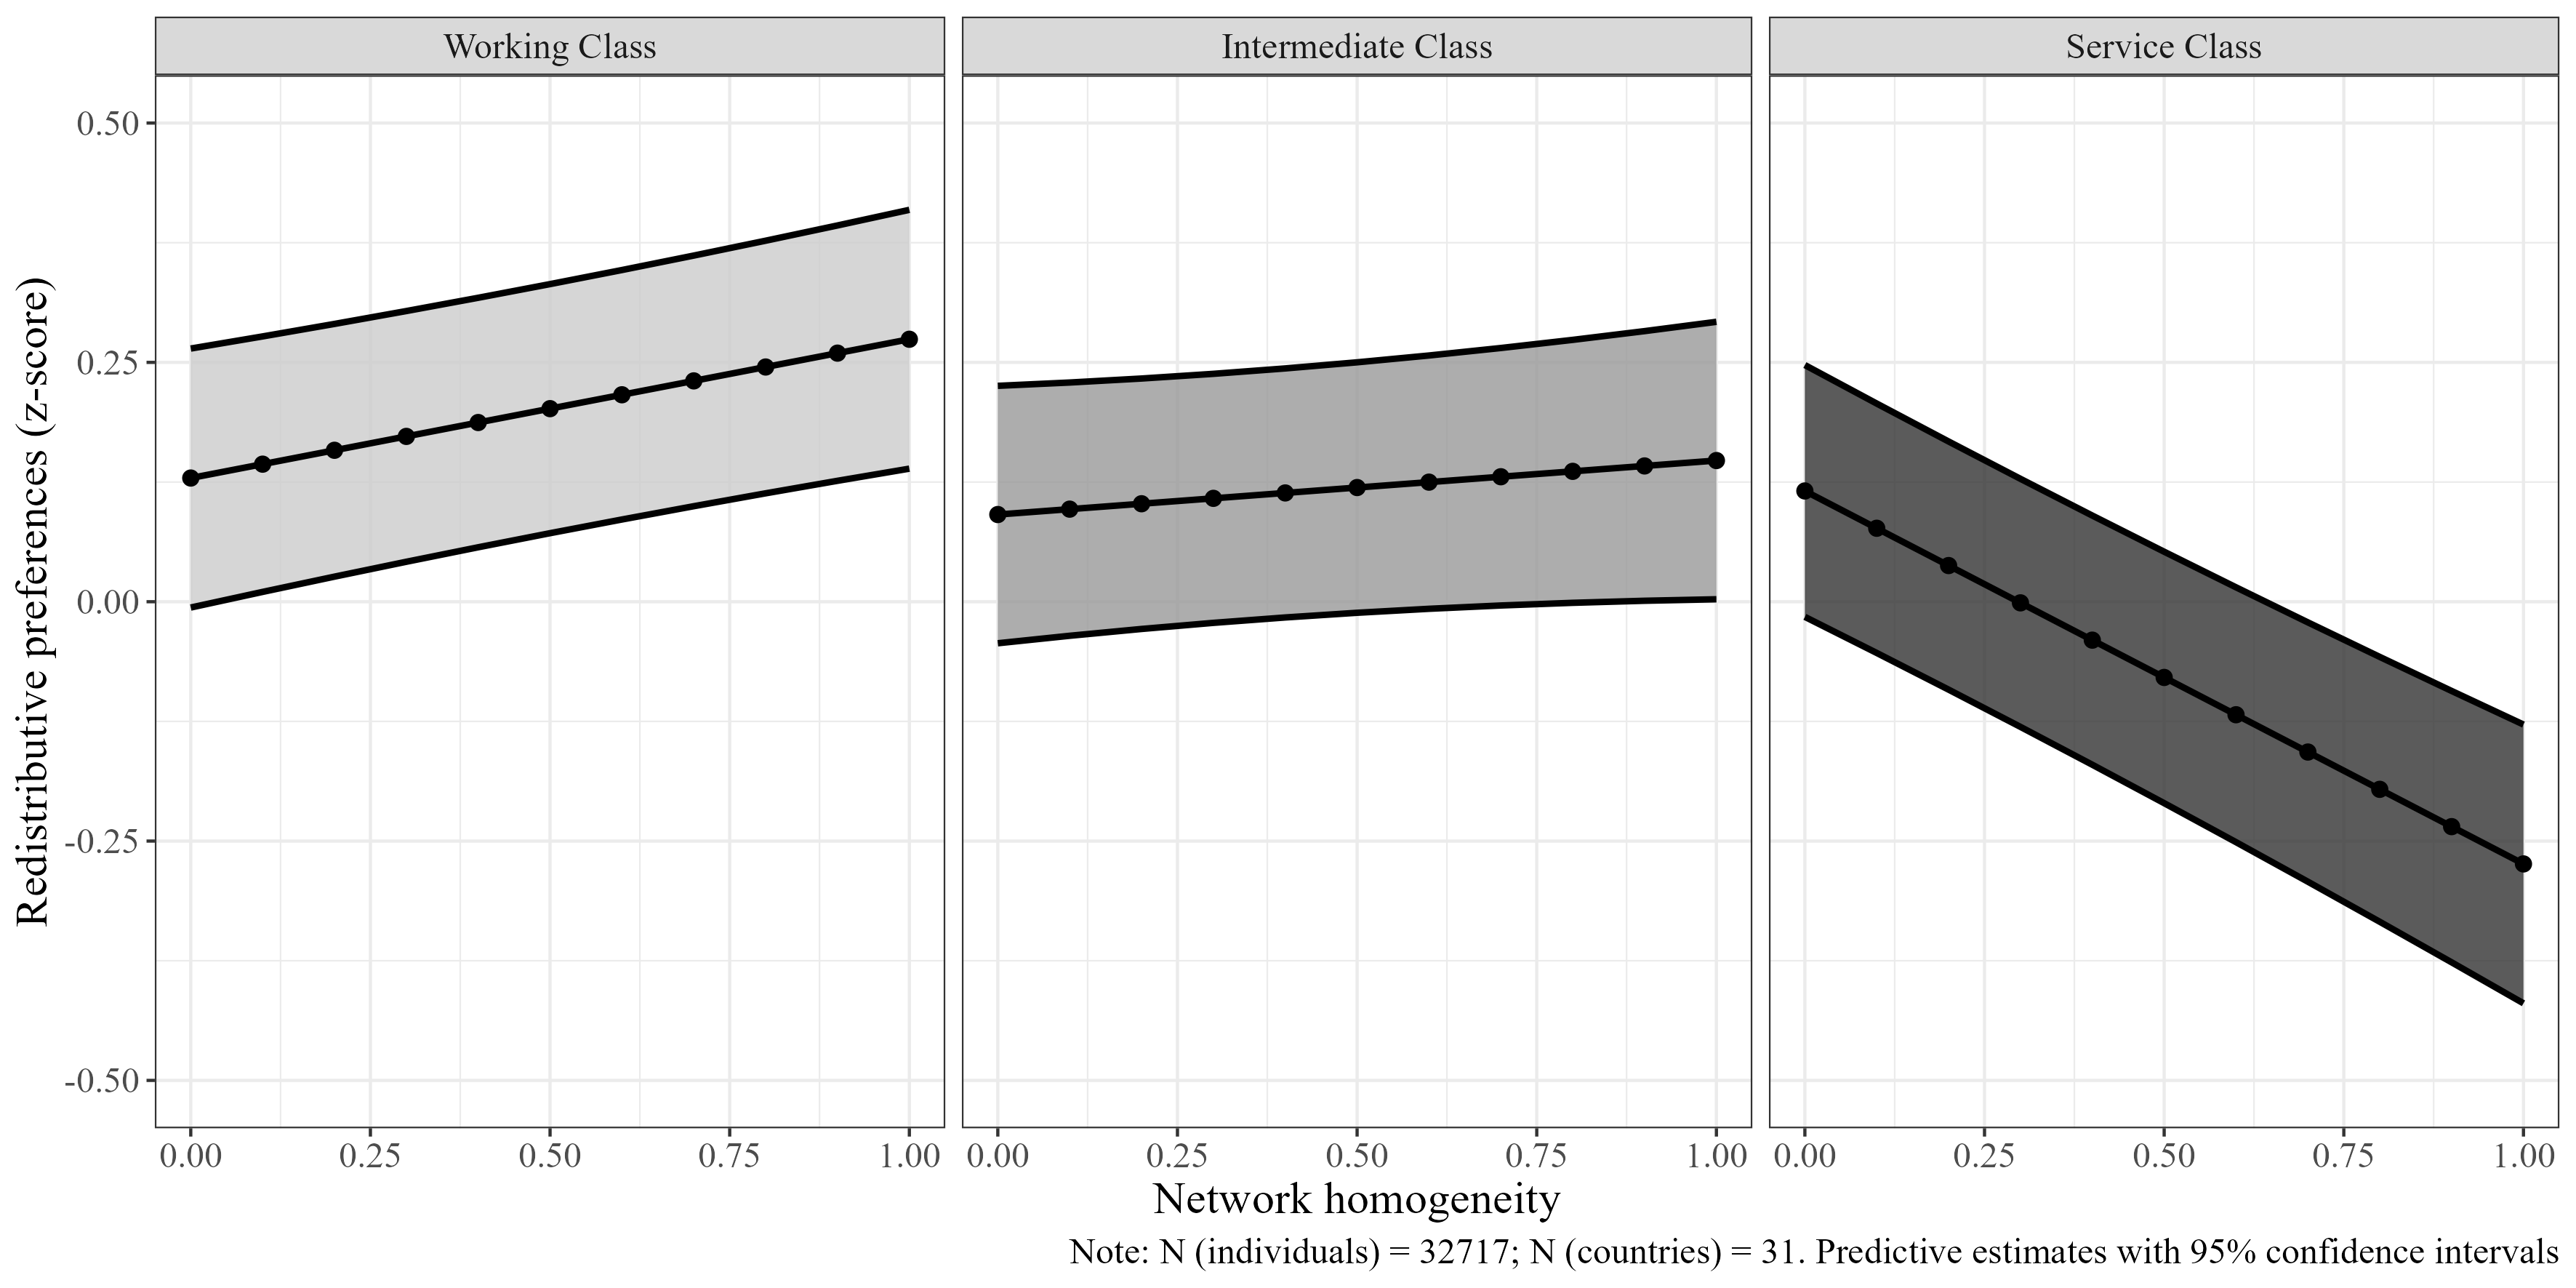 Working Class
Intermediate Class
Service Class
Redistributive preferences (z-score)
0.50
0.25
0.00
-0.25
-0.50
0.00 0.25 0.50 0.75 1.00
0.00 0.25 0.50 0.75 1.00
0.00 0.25 0.50 0.75 1.00
Network homogeneity
Note: N (individuals) = 32717; N (countries) = 31. Predictive estimates with 95% confidence intervals